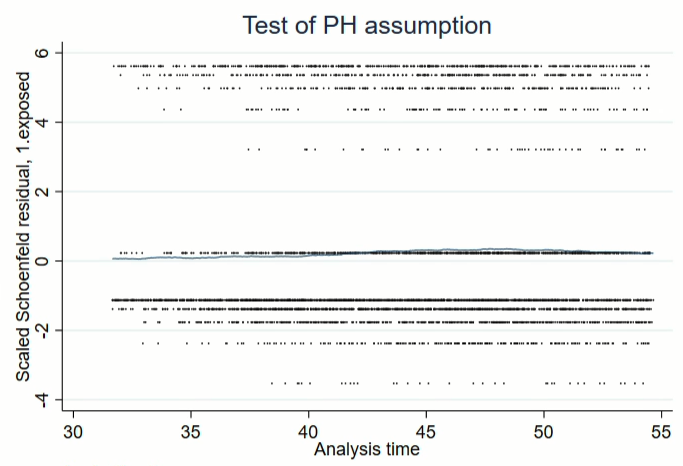 Test of PH assumption
Scaled Schoenfeld residual, 1.exposed
6
4
2
0
-2
-4
30 35 40 45 50 55
Analysis time